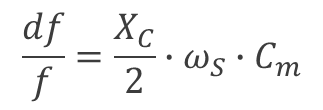 df/f = X_C/2 · ω_S · C_m